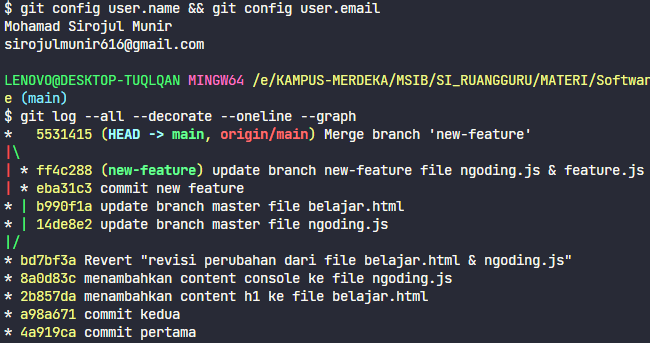 $ git config user.name && git config user.email
Mohamad Sirojul Munir
sirojulmunir616@gmail.com
LENOVO@DESKTOP-TUQLQAN MINGW64 /e/KAMPUS-MERDEKA/MSIB/SI_RUANGGURU/MATERI/Softwar
e (main)
$ git log --all --decorate --oneline --graph
*   5531415 (HEAD -> main, origin/main) Merge branch 'new-feature'
|\
| * ff4c288 (new-feature) update branch new-feature file ngoding.js & feature.js
| * eba31c3 commit new feature
* | b990f1a update branch master file belajar.html
* | 14de8e2 update branch master file ngoding.js
|/
* bd7bf3a Revert "revisi perubahan dari file belajar.html & ngoding.js"
* 8a0d83c menambahkan content console ke file ngoding.js
* 2b857da menambahkan content h1 ke file belajar.html
* a98a671 commit kedua
* 4a919ca commit pertama